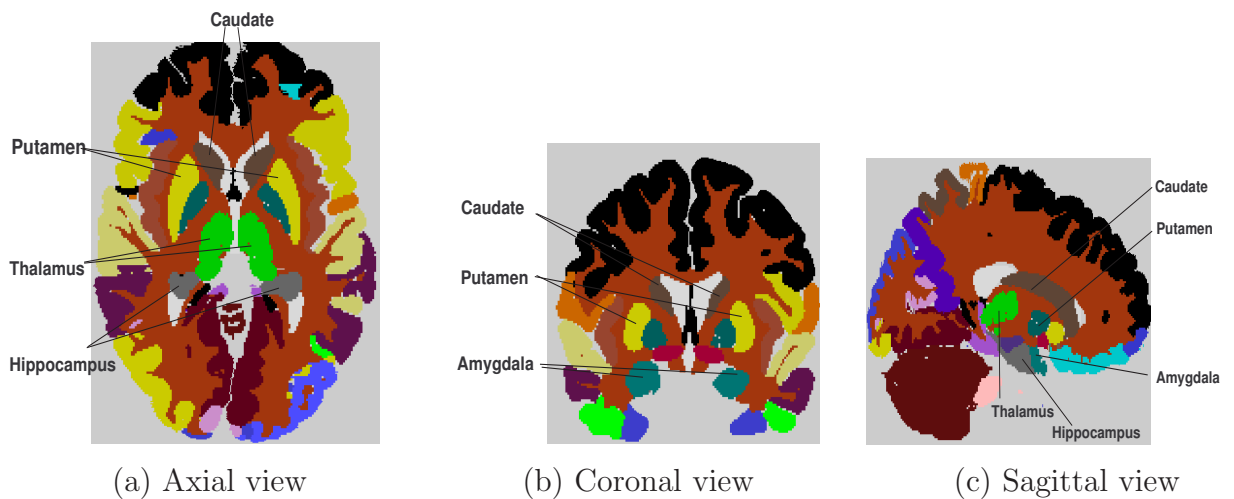 Caudate
Putamen
Thalamus
Hippocampus
(a) Axial view
Caudate
Putamen
Amygdala
(b) Coronal view
Caudate
Putamen
Amygdala
Thalamus
Hippocampus
(c) Sagittal view